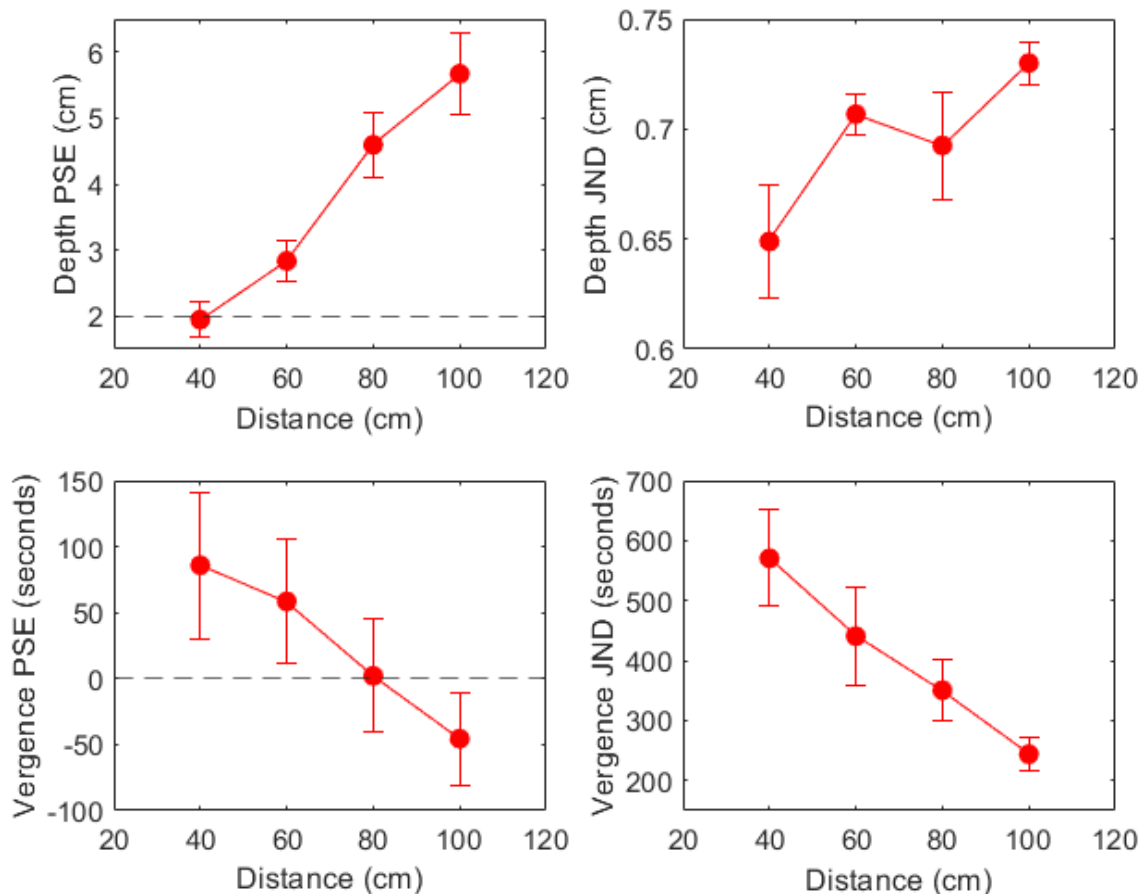 Depth PSE (cm)
6
5
4
3
2
20 40 60 80 100 120
Distance (cm)
Depth JND (cm)
0.75
0.7
0.65
0.6
20 40 60 80 100 120
Distance (cm)
Vergence PSE (seconds)
150
100
50
0
-50
-100
20 40 60 80 100 120
Distance (cm)
Vergence JND (seconds)
700
600
500
400
300
200
20 40 60 80 100 120
Distance (cm)